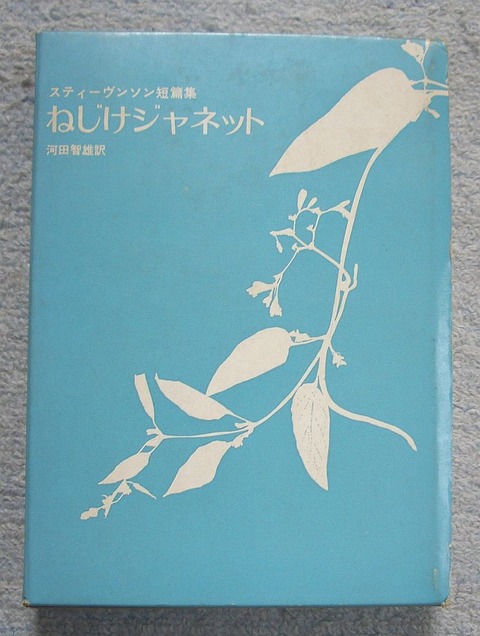 スティーヴンソン短篇集
ねじけジャネット
河田智雄訳